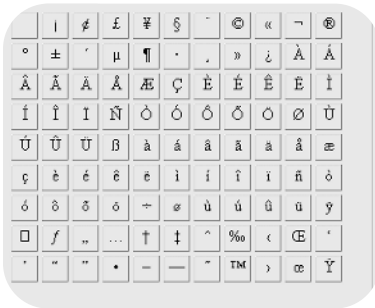 ¡ ¢ £ ¥ § ¨ © « ¬ ®
° ± ´ µ ¶ · ¸ » ¿ À Á
Â Ã Ä Å Æ Ç È É Ê Ë Ì
Í Î Ï Ñ Ò Ó Ô Õ Ö Ø Ù
Ú Û Ü ß à á â ã ä å æ
ç è é ê ë ì í î ï ñ ò
ó ô õ ö ÷ ø ù ú û ü ÿ
□ ƒ „ … † ‡ ˆ ‰ ‹ Œ ‘
’ “ ” • – — ˜ ™ › œ Ÿ